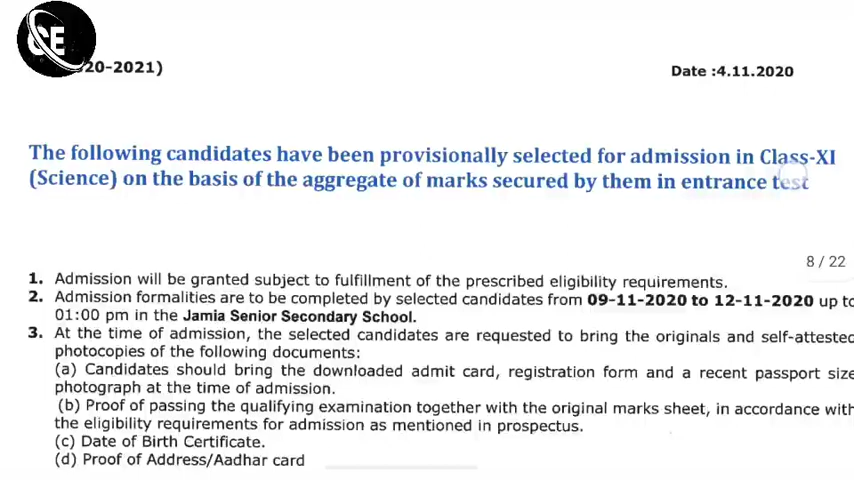 CE
20-2021)
Date :4.11.2020
The following candidates have been provisionally selected for admission in Class-XI
(Science) on the basis of the aggregate of marks secured by them in entrance test
8 / 22
1. Admission will be granted subject to fulfillment of the prescribed eligibility requirements.
2. Admission formalities are to be completed by selected candidates from 09-11-2020 to 12-11-2020 up to
01:00 pm in the Jamia Senior Secondary School.
3. At the time of admission, the selected candidates are requested to bring the originals and self-attested
photocopies of the following documents:
(a) Candidates should bring the downloaded admit card, registration form and a recent passport size
photograph at the time of admission.
(b) Proof of passing the qualifying examination together with the original marks sheet, in accordance with
the eligibility requirements for admission as mentioned in prospectus.
(c) Date of Birth Certificate.
(d) Proof of Address/Aadhar card